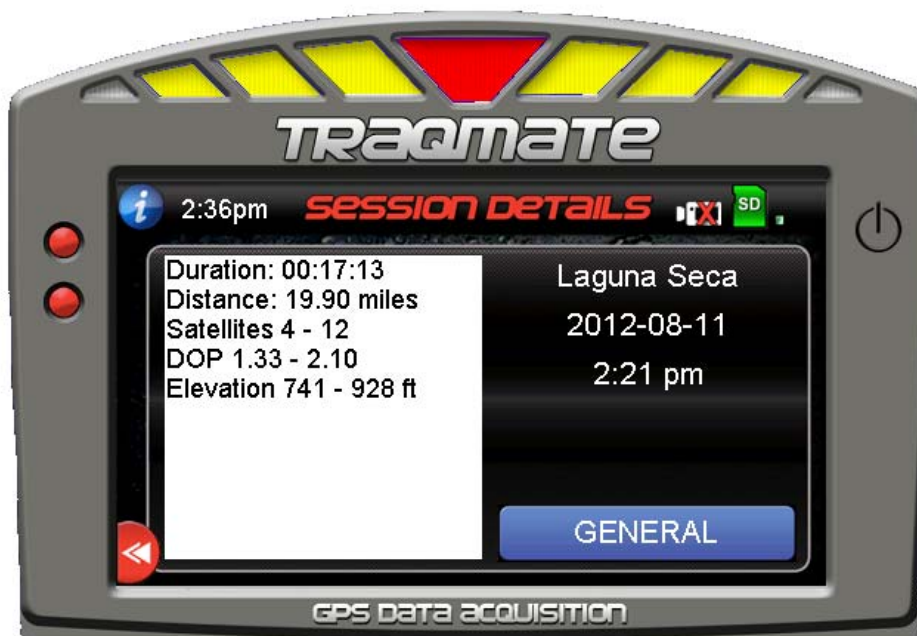 TRAQMATE
2:36pm SESSION DETAILS SD
Duration: 00:17:13
Distance: 19.90 miles
Satellites 4 - 12
DOP 1.33 - 2.10
Elevation 741 - 928 ft
Laguna Seca
2012-08-11
2:21 pm
GENERAL
GPS DATA ACQUISITION